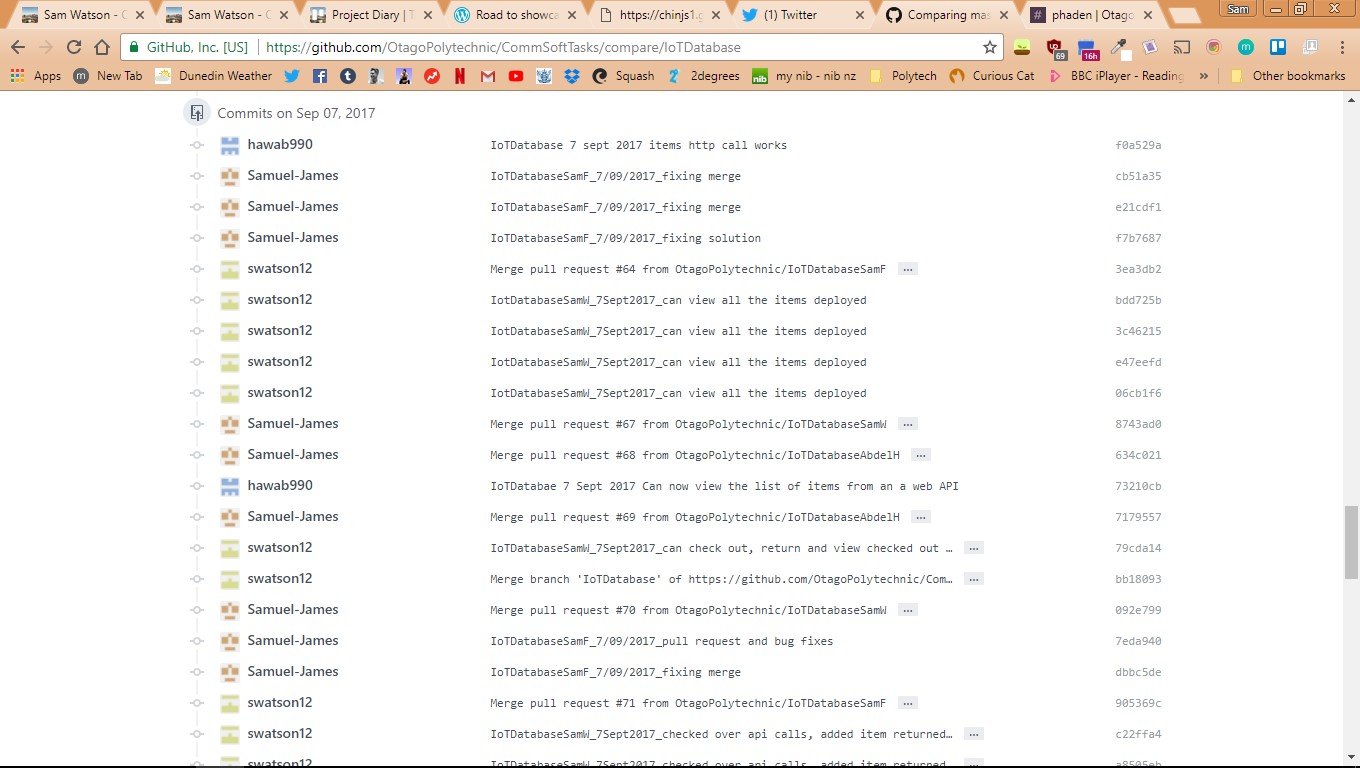 Sam Watson - C
Sam Watson - C
Project Diary | T
Road to showca
https://chinjs1.g
(1) Twitter
Comparing mas
phaden | Otago
Sam
GitHub, Inc. [US] https://github.com/OtagoPolytechnic/CommSoftTasks/compare/IoTDatabase
69
16h
Apps New Tab Dunedin Weather Squash 2degrees nib my nib - nib nz Polytech Curious Cat BBC iPlayer - Reading » Other bookmarks
Commits on Sep 07, 2017
hawab990 IoTDatabase 7 sept 2017 items http call works f0a529a
Samuel-James IoTDatabaseSamF_7/09/2017_fixing merge cb51a35
Samuel-James IoTDatabaseSamF_7/09/2017_fixing merge e21cdf1
Samuel-James IoTDatabaseSamF_7/09/2017_fixing solution f7b7687
swatson12 Merge pull request #64 from OtagoPolytechnic/IoTDatabaseSamF … 3ea3db2
swatson12 IotDatabaseSamW_7Sept2017_can view all the items deployed bdd725b
swatson12 IotDatabaseSamW_7Sept2017_can view all the items deployed 3c46215
swatson12 IotDatabaseSamW_7Sept2017_can view all the items deployed e47eefd
swatson12 IotDatabaseSamW_7Sept2017_can view all the items deployed 06cb1f6
Samuel-James Merge pull request #67 from OtagoPolytechnic/IoTDatabaseSamW … 8743ad0
Samuel-James Merge pull request #68 from OtagoPolytechnic/IoTDatabaseAbdelH … 634c021
hawab990 IoTDatabae 7 Sept 2017 Can now view the list of items from an a web API 73210cb
Samuel-James Merge pull request #69 from OtagoPolytechnic/IoTDatabaseAbdelH … 7179557
swatson12 IoTDatabaseSamW_7Sept2017_can check out, return and view checked out … … 79cda14
swatson12 Merge branch 'IoTDatabase' of https://github.com/OtagoPolytechnic/Com… … bb18093
Samuel-James Merge pull request #70 from OtagoPolytechnic/IoTDatabaseSamW … 092e799
Samuel-James IoTDatabaseSamF_7/09/2017_pull request and bug fixes 7eda940
Samuel-James IoTDatabaseSamF_7/09/2017_fixing merge dbbc5de
swatson12 Merge pull request #71 from OtagoPolytechnic/IoTDatabaseSamF … 905369c
swatson12 IoTDatabaseSamW_7Sept2017_checked over api calls, added item returned… … c22ffa4
swatson12 IoTDatabaseSamW_7Sept2017_checked over api calls, added item returned… … a8505eb